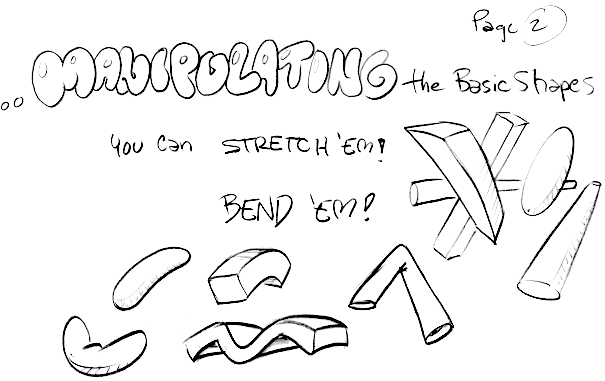 Page 2
..MANIPULATING the Basic Shapes
You can STRETCH 'EM!
BEND 'EM!